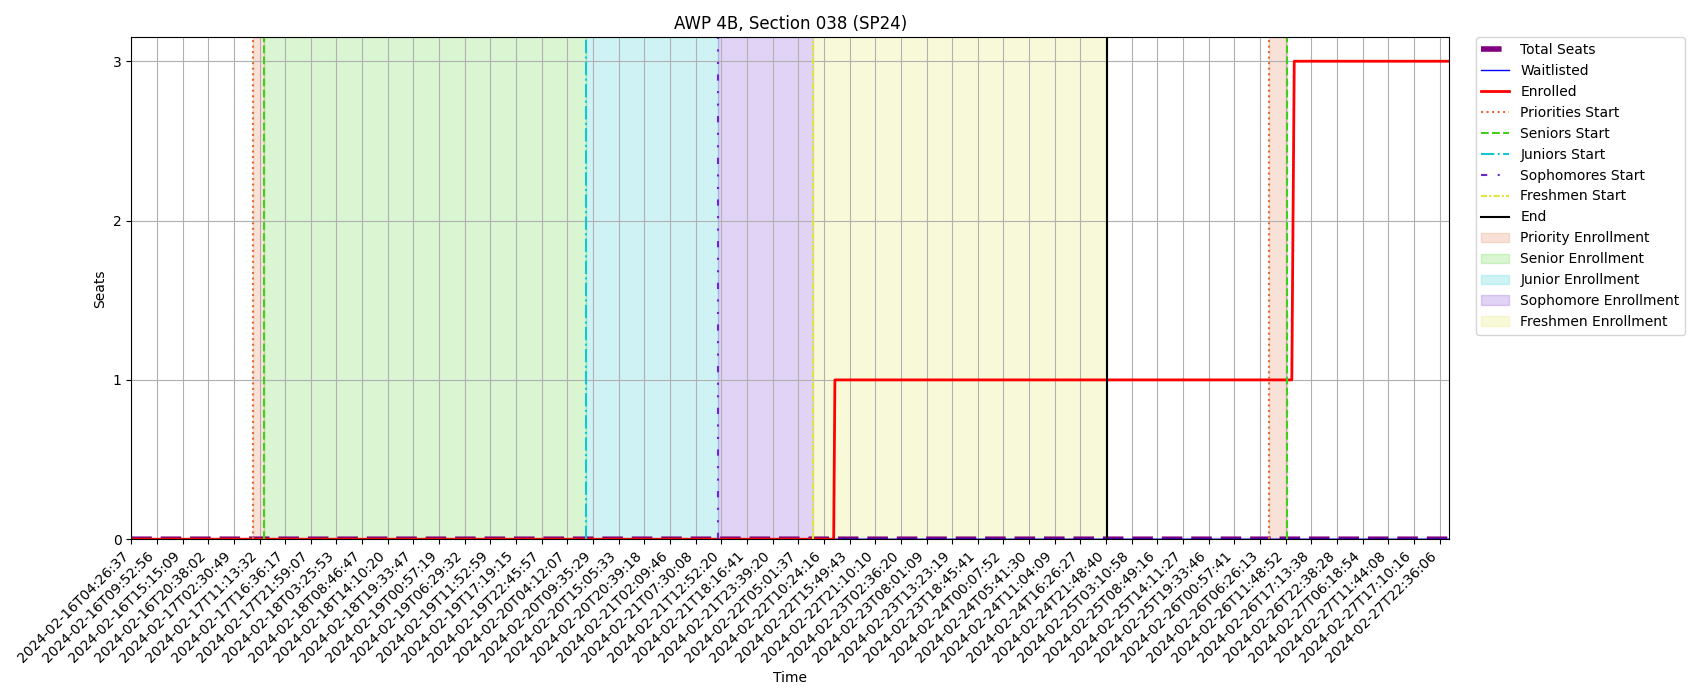 AWP 4B, Section 038 (SP24)
Seats
3
2
1
0
2024-02-16T04:26:37
2024-02-16T09:52:56
2024-02-16T15:15:09
2024-02-16T20:38:02
2024-02-17T02:30:49
2024-02-17T11:13:32
2024-02-17T16:36:17
2024-02-17T21:59:07
2024-02-18T03:25:53
2024-02-18T08:46:47
2024-02-18T14:10:20
2024-02-18T19:33:47
2024-02-19T00:57:19
2024-02-19T06:29:32
2024-02-19T11:52:59
2024-02-19T17:19:15
2024-02-19T22:45:57
2024-02-20T04:12:07
2024-02-20T09:35:29
2024-02-20T15:05:33
2024-02-20T20:39:18
2024-02-21T02:09:46
2024-02-21T07:30:08
2024-02-21T12:52:20
2024-02-21T18:16:41
2024-02-21T23:39:20
2024-02-22T05:01:37
2024-02-22T10:24:16
2024-02-22T15:49:43
2024-02-22T21:10:10
2024-02-23T02:36:20
2024-02-23T08:01:09
2024-02-23T13:23:19
2024-02-23T18:45:41
2024-02-24T00:07:52
2024-02-24T05:41:30
2024-02-24T11:04:09
2024-02-24T16:26:27
2024-02-24T21:48:40
2024-02-25T03:10:58
2024-02-25T08:49:16
2024-02-25T14:11:27
2024-02-25T19:33:46
2024-02-26T00:57:41
2024-02-26T06:26:13
2024-02-26T11:48:52
2024-02-26T17:13:38
2024-02-26T22:38:28
2024-02-27T06:18:54
2024-02-27T11:44:08
2024-02-27T17:10:16
2024-02-27T22:36:06
Time
Total Seats
Waitlisted
Enrolled
Priorities Start
Seniors Start
Juniors Start
Sophomores Start
Freshmen Start
End
Priority Enrollment
Senior Enrollment
Junior Enrollment
Sophomore Enrollment
Freshmen Enrollment